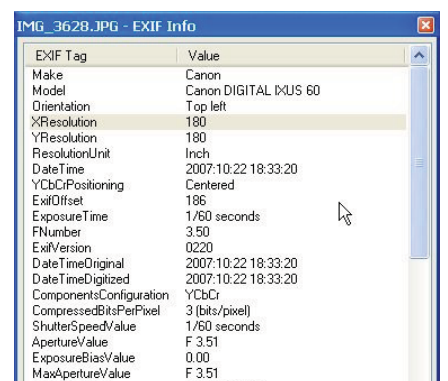 IMG_3628.JPG - EXIF Info
EXIF Tag Value
Make Canon
Model Canon DIGITAL IXUS 60
Orientation Top left
XResolution 180
YResolution 180
ResolutionUnit Inch
DateTime 2007:10:22 18:33:20
YCbCrPositioning Centered
ExifOffset 186
ExposureTime 1/60 seconds
FNumber 3.50
ExifVersion 0220
DateTimeOriginal 2007:10:22 18:33:20
DateTimeDigitized 2007:10:22 18:33:20
ComponentsConfiguration YCbCr
CompressedBitsPerPixel 3 (bits/pixel)
ShutterSpeedValue 1/60 seconds
ApertureValue F 3.51
ExposureBiasValue 0.00
MaxApertureValue F 3.51